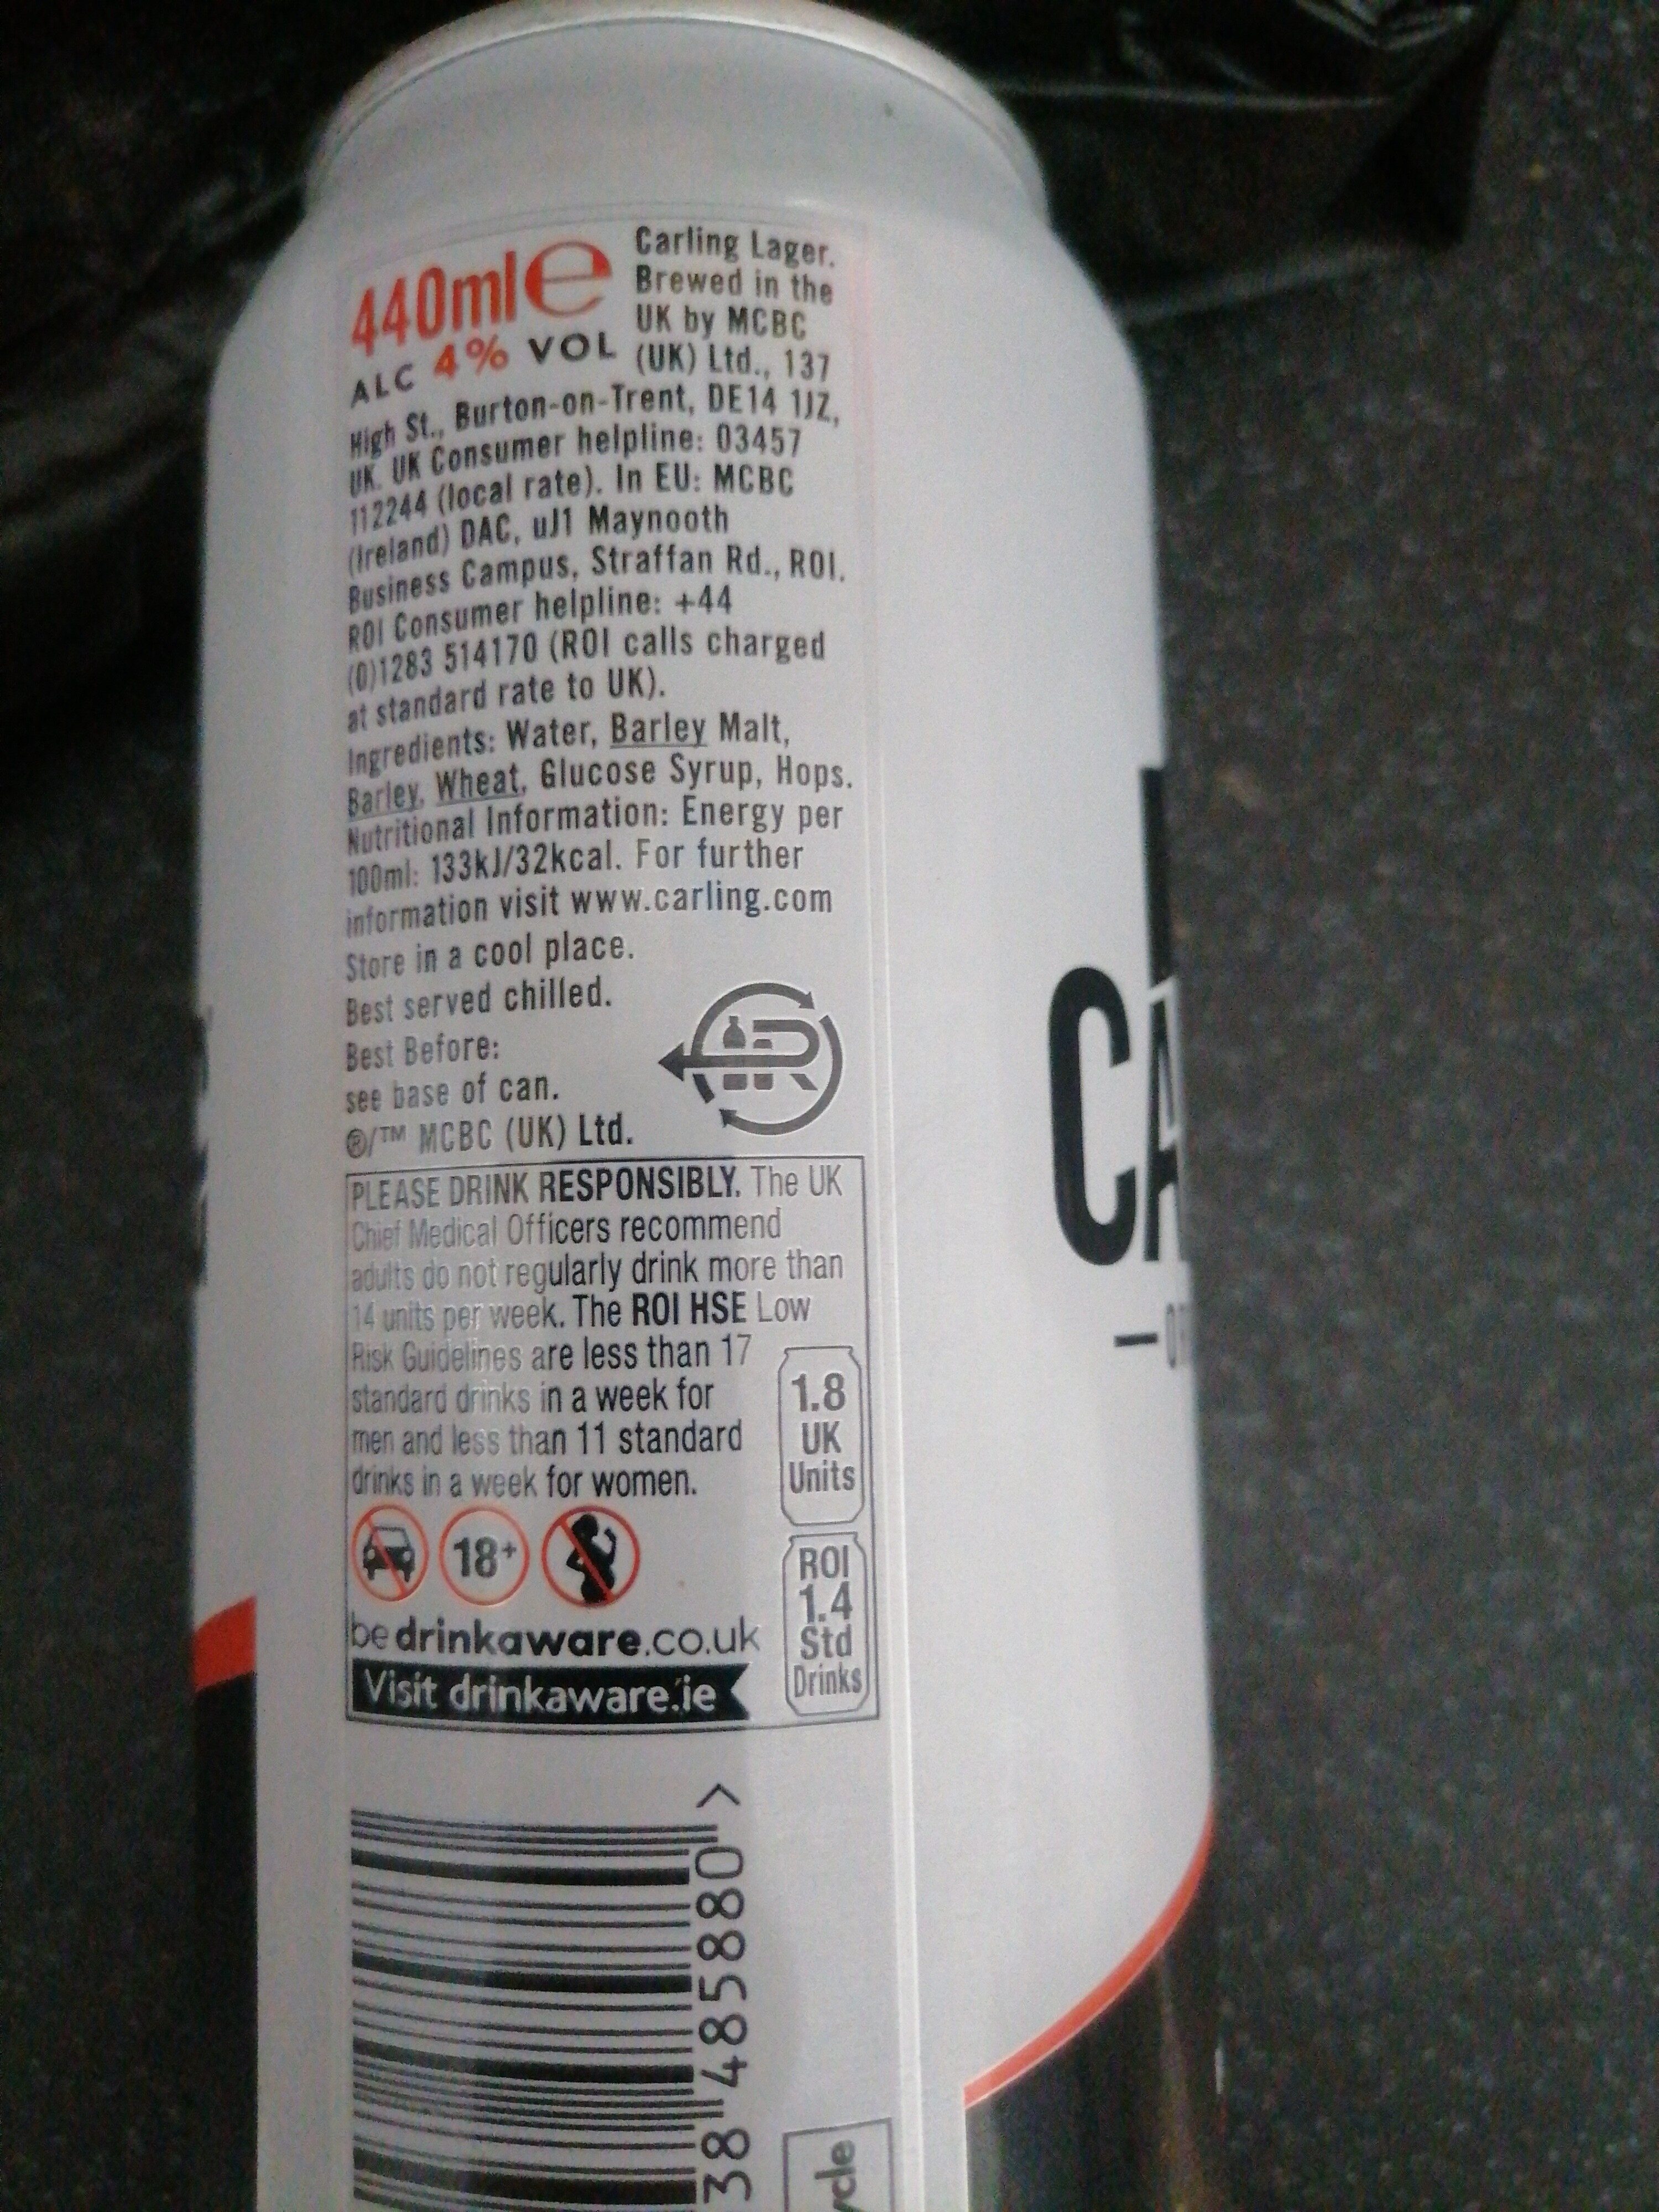 440ml e
ALC 4% VOL
Carling Lager.
Brewed in the
UK by MCBC
(UK) Ltd., 137
High St., Burton-on-Trent, DE14 1JZ,
UK. UK Consumer helpline: 03457
112244 (local rate). In EU: MCBC
(Ireland) DAC, uJ1 Maynooth
Business Campus, Straffan Rd., ROI.
ROI Consumer helpline: +44
(0)1283 514170 (ROI calls charged
at standard rate to UK).
Ingredients: Water, Barley Malt,
Barley, Wheat, Glucose Syrup, Hops.
Nutritional Information: Energy per
100ml: 133kJ/32kcal. For further
information visit www.carling.com
Store in a cool place.
Best served chilled.
Best Before:
see base of can.
®/™ MCBC (UK) Ltd.
PLEASE DRINK RESPONSIBLY. The UK
Chief Medical Officers recommend
adults do not regularly drink more than
14 units per week. The ROI HSE Low
Risk Guidelines are less than 17
standard drinks in a week for
men and less than 11 standard
drinks in a week for women.
1.8
UK
Units
ROI
1.4
Std
Drinks
18+
bedrinkaware.co.uk
Visit drinkaware.ie
38 485880 >
CA